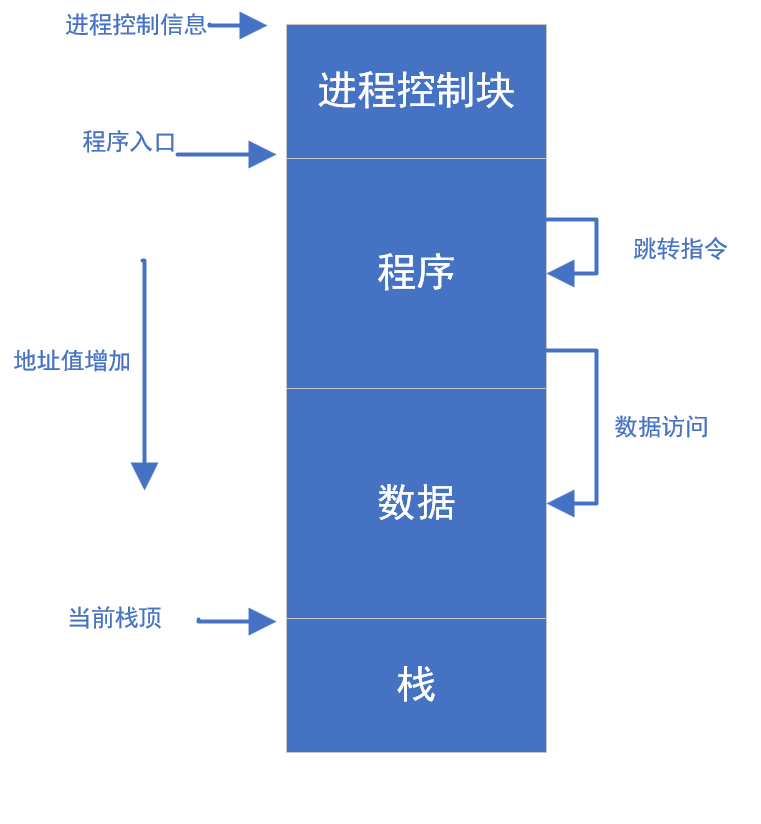 进程控制信息
进程控制块
程序入口
跳转指令
程序
地址值增加
数据访问
数据
当前栈顶
栈